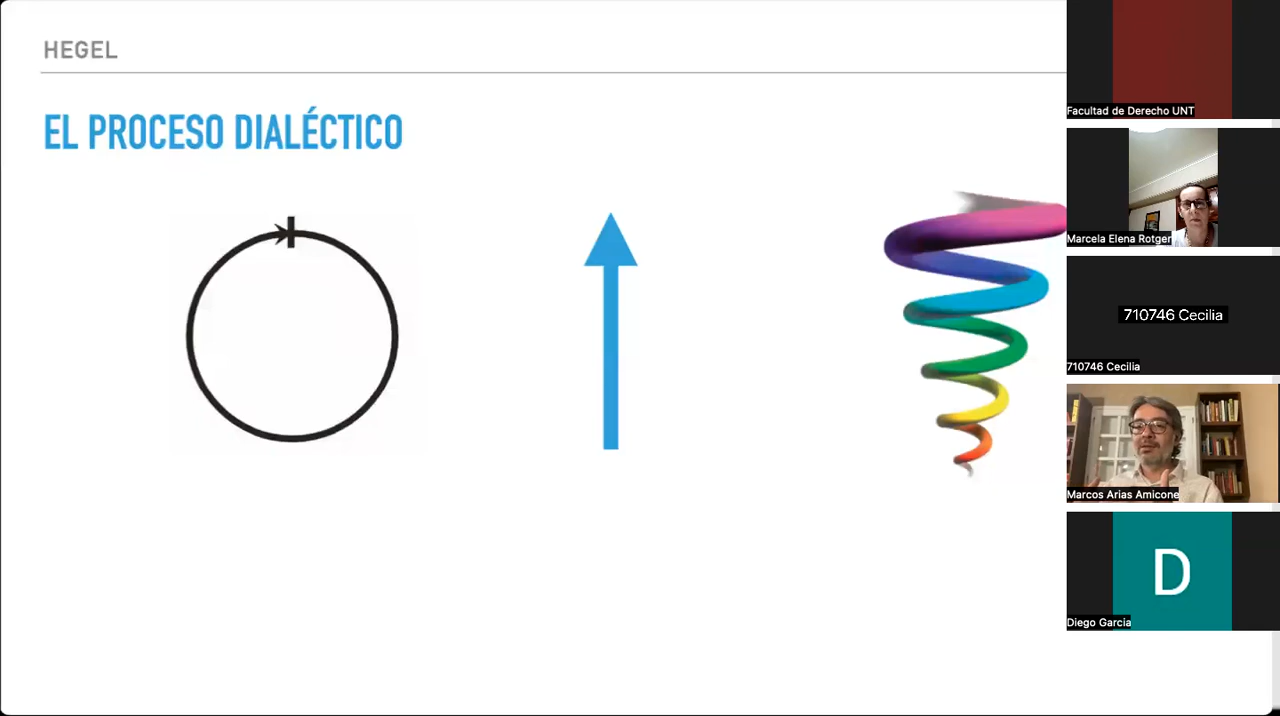 HEGEL
EL PROCESO DIALÉCTICO
Facultad de Derecho UNT
Marcela Elena Rotger
710746 Cecilia
710746 Cecilia
Marcos Arias Amicone
D
Diego Garcia